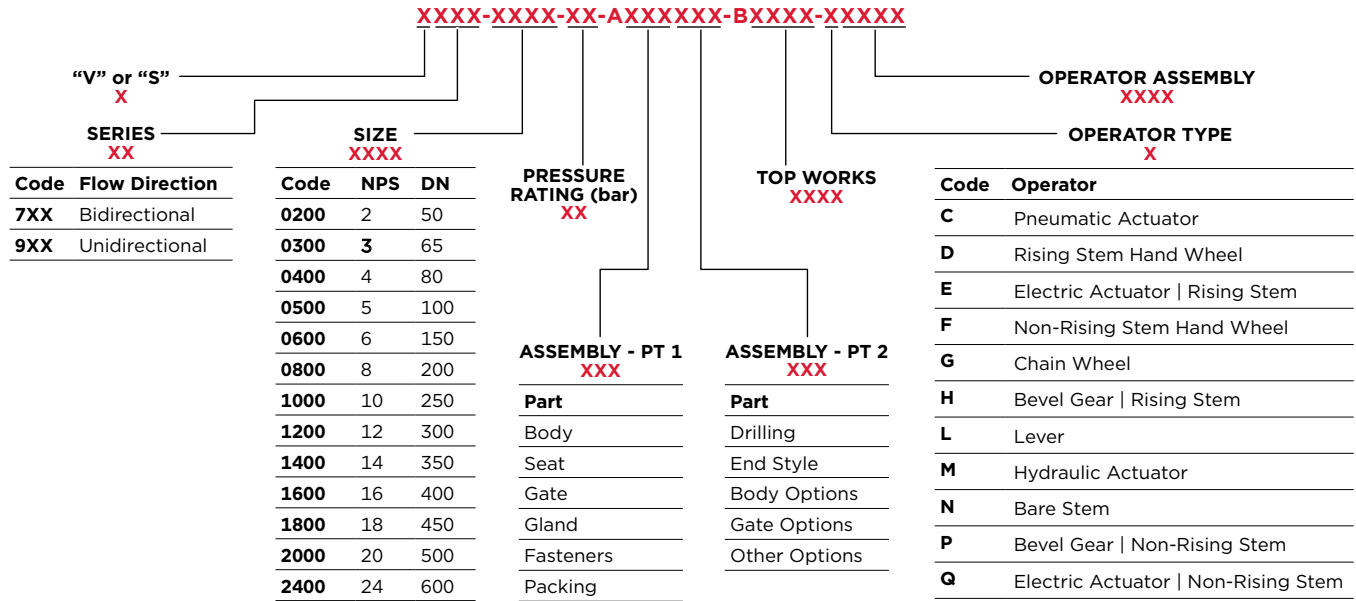 XXXX-XXXX-XX-AXXXXXX-BXXXX-XXXXX
“V” or “S”
X
SERIES
XX
Code Flow Direction
7XX Bidirectional
9XX Unidirectional
SIZE
XXXX
Code NPS DN
0200 2 50
0300 3 65
0400 4 80
0500 5 100
0600 6 150
0800 8 200
1000 10 250
1200 12 300
1400 14 350
1600 16 400
1800 18 450
2000 20 500
2400 24 600
PRESSURE
RATING (bar)
XX
ASSEMBLY - PT 1
XXX
Part
Body
Seat
Gate
Gland
Fasteners
Packing
ASSEMBLY - PT 2
XXX
Part
Drilling
End Style
Body Options
Gate Options
Other Options
TOP WORKS
XXXX
OPERATOR ASSEMBLY
XXXX
OPERATOR TYPE
X
Code Operator
C Pneumatic Actuator
D Rising Stem Hand Wheel
E Electric Actuator | Rising Stem
F Non-Rising Stem Hand Wheel
G Chain Wheel
H Bevel Gear | Rising Stem
L Lever
M Hydraulic Actuator
N Bare Stem
P Bevel Gear | Non-Rising Stem
Q Electric Actuator | Non-Rising Stem